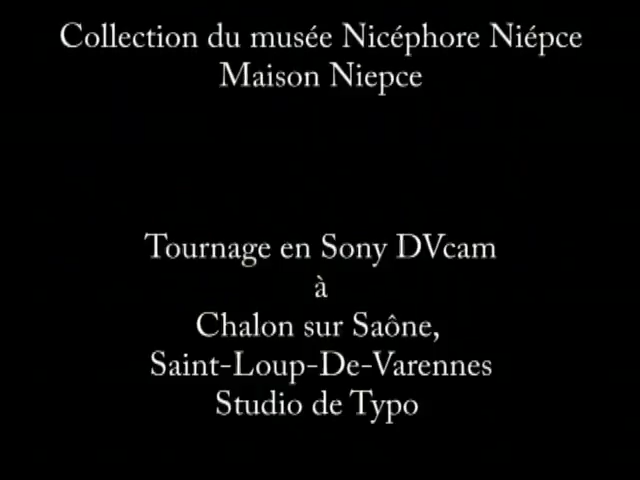 Collection du musée Nicéphore Niépce
Maison Niepce
Tournage en Sony DVcam
à
Chalon sur Saône,
Saint-Loup-De-Varennes
Studio de Typo